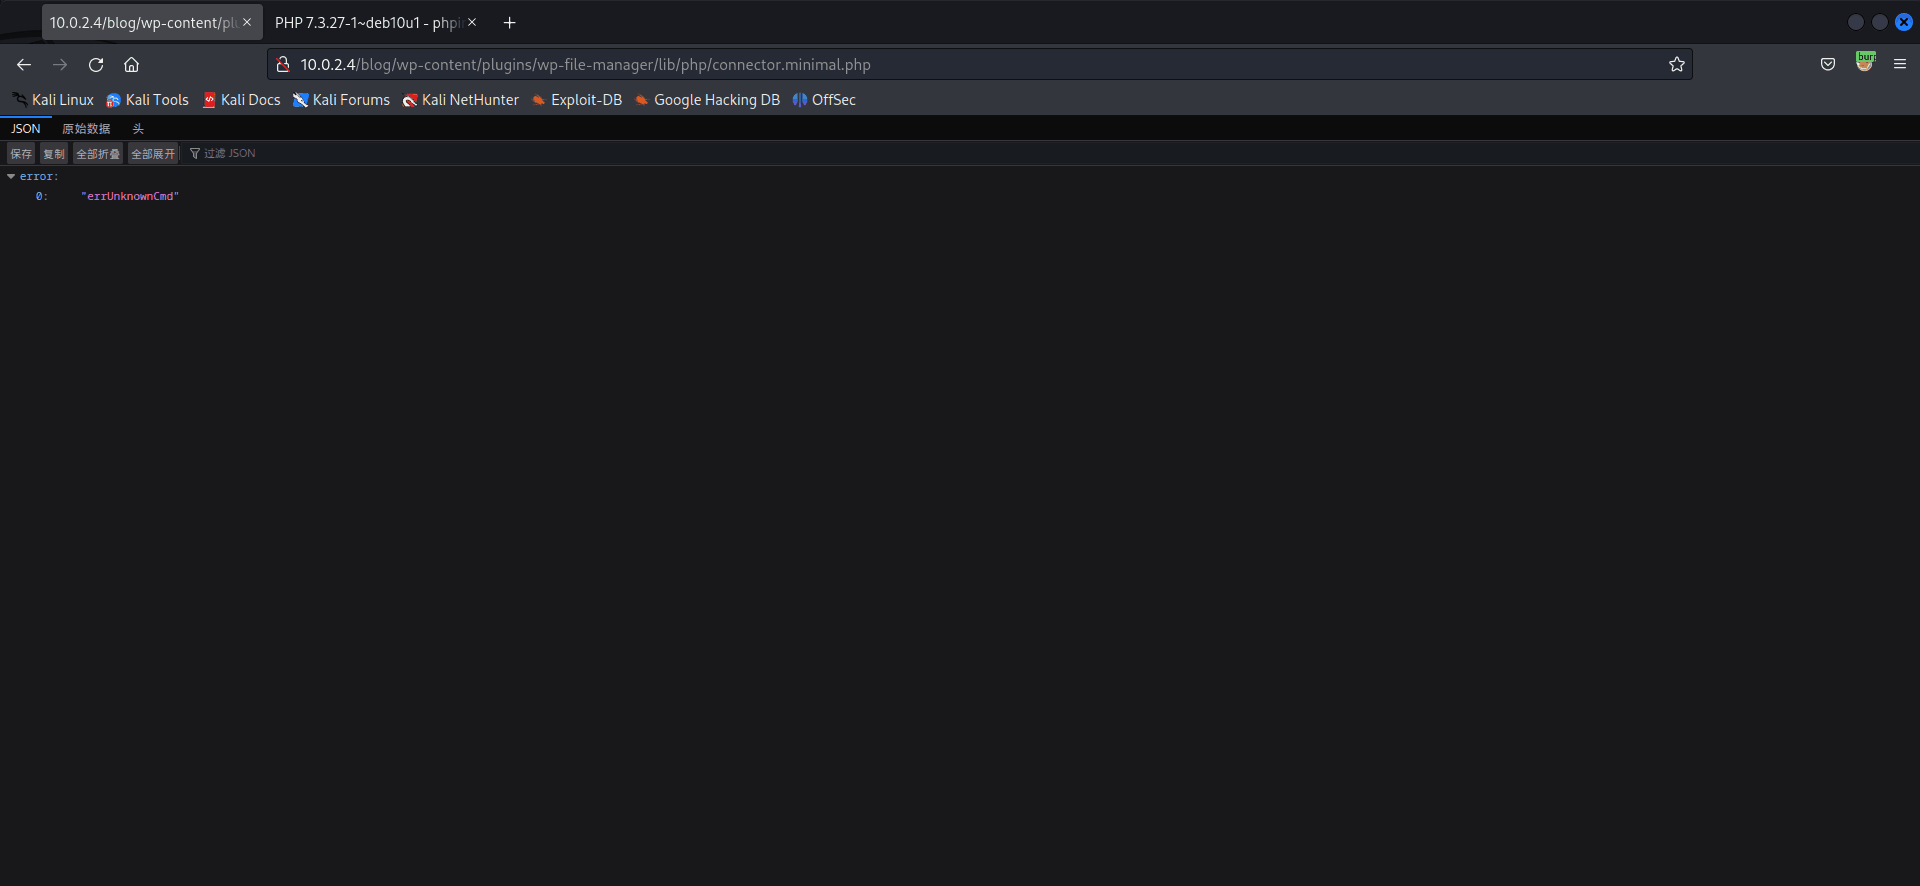 10.0.2.4/blog/wp-content/pl
PHP 7.3.27-1~deb10u1 - phpi
10.0.2.4/blog/wp-content/plugins/wp-file-manager/lib/php/connector.minimal.php
burp
Kali Linux Kali Tools Kali Docs Kali Forums Kali NetHunter Exploit-DB Google Hacking DB OffSec
JSON 原始数据 头
保存 复制 全部折叠 全部展开 过滤 JSON
error:
0: "errUnknownCmd"